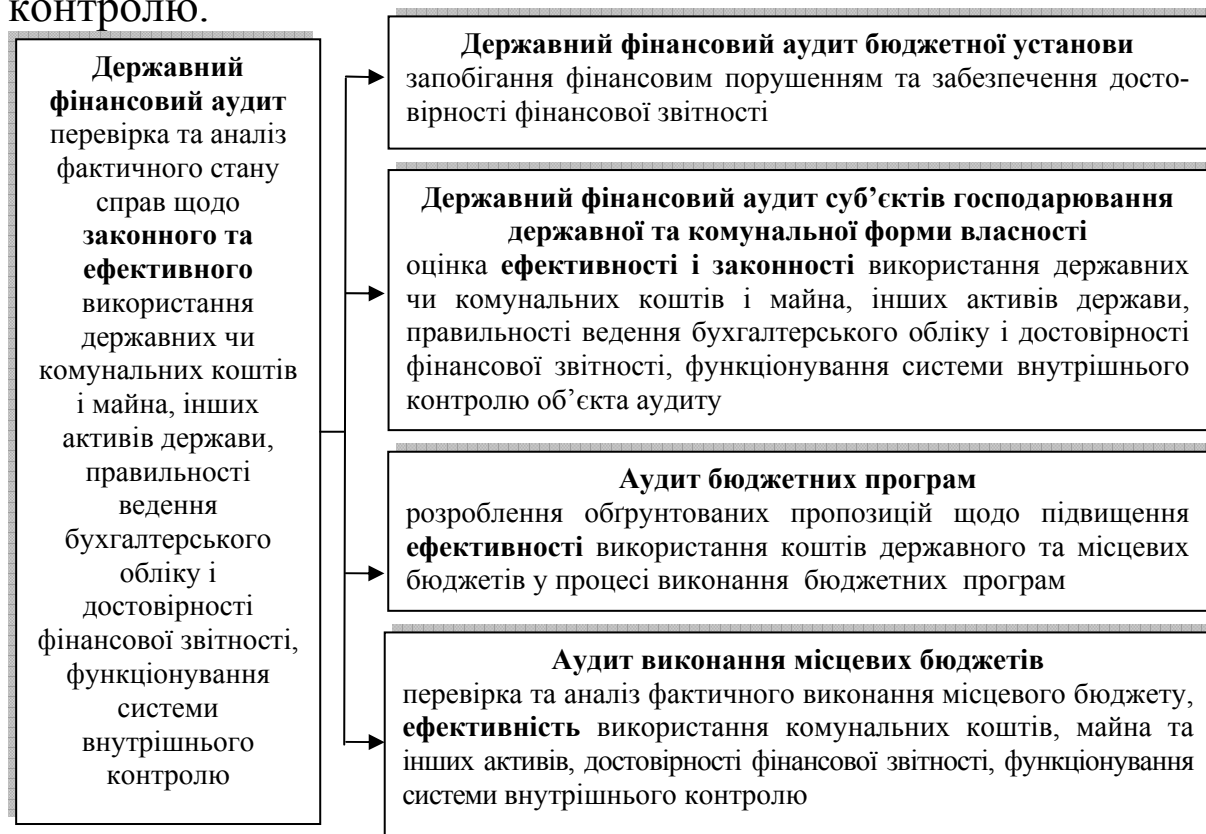 контролю.
Державний
фінансовий аудит
перевірка та аналіз
фактичного стану
справ щодо
законного та
ефективного
використання
державних чи
комунальних коштів
і майна, інших
активів держави,
правильності
ведення
бухгалтерського
обліку і
достовірності
фінансової звітності,
функціонування
системи
внутрішнього
контролю
Державний фінансовий аудит бюджетної установи
запобігання фінансовим порушенням та забезпечення досто-
вірності фінансової звітності
Державний фінансовий аудит суб’єктів господарювання
державної та комунальної форми власності
оцінка ефективності і законності використання державних
чи комунальних коштів і майна, інших активів держави,
правильності ведення бухгалтерського обліку і достовірності
фінансової звітності, функціонування системи внутрішнього
контролю об’єкта аудиту
Аудит бюджетних програм
розроблення обґрунтованих пропозицій щодо підвищення
ефективності використання коштів державного та місцевих
бюджетів у процесі виконання бюджетних програм
Аудит виконання місцевих бюджетів
перевірка та аналіз фактичного виконання місцевого бюджету,
ефективність використання комунальних коштів, майна та
інших активів, достовірності фінансової звітності, функціонування
системи внутрішнього контролю